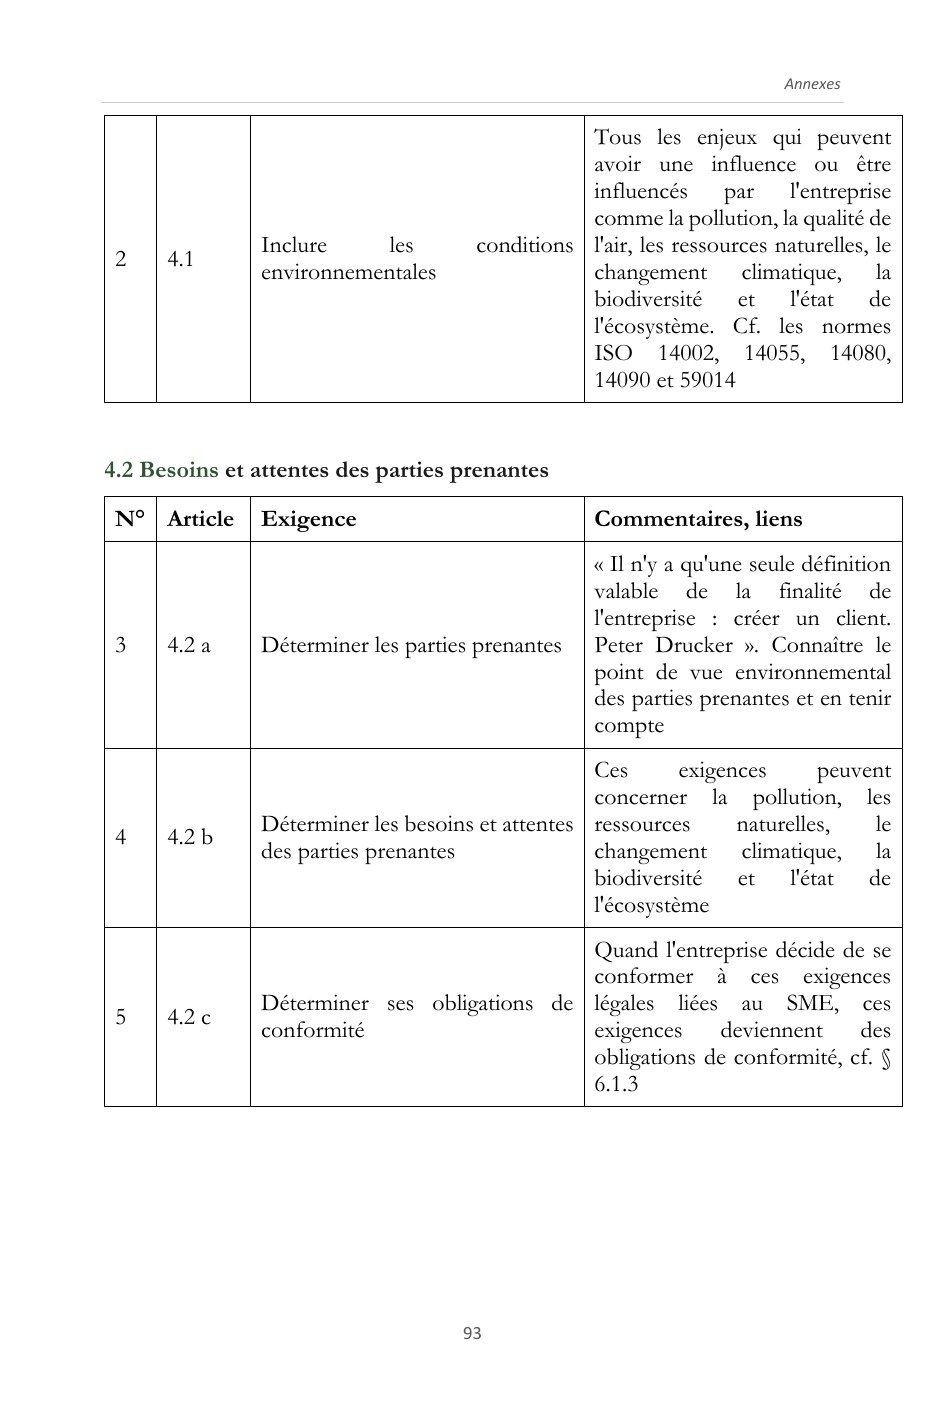 Annexes
2
4.1
Inclure les conditions
environnementales
Tous les enjeux qui peuvent
avoir une influence ou être
influencés par l'entreprise
comme la pollution, la qualité de
l'air, les ressources naturelles, le
changement climatique, la
biodiversité et l'état de
l'écosystème. Cf. les normes
ISO 14002, 14055, 14080,
14090 et 59014
4.2 Besoins et attentes des parties prenantes
N° Article Exigence Commentaires, liens
3
4.2 a
Déterminer les parties prenantes
« Il n'y a qu'une seule définition
valable de la finalité de
l'entreprise : créer un client.
Peter Drucker ». Connaître le
point de vue environnemental
des parties prenantes et en tenir
compte
4
4.2 b
Déterminer les besoins et attentes
des parties prenantes
Ces exigences peuvent
concerner la pollution, les
ressources naturelles, le
changement climatique, la
biodiversité et l'état de
l'écosystème
5
4.2 c
Déterminer ses obligations de
conformité
Quand l'entreprise décide de se
conformer à ces exigences
légales liées au SME, ces
exigences deviennent des
obligations de conformité, cf. §
6.1.3
93